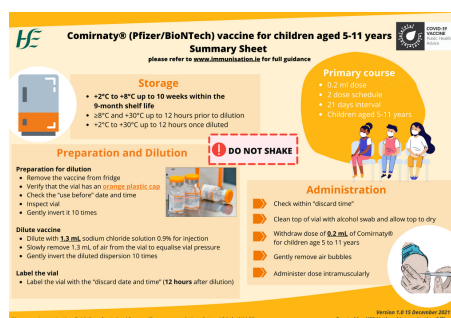 HE
Comirnaty® (Pfizer/BioNTech) vaccine for children aged 5-11 years
Summary Sheet
please refer to www.immunisation.ie for full guidance
COVID-19
VACCINE
Public Health
Advice
Storage
• +2°C to +8°C up to 10 weeks within the
9-month shelf life
• ≥8°C and +30°C up to 12 hours prior to dilution
• +2°C to +30°C up to 12 hours once diluted
Primary course
• 0.2 ml dose
• 2 dose schedule
• 21 days interval
• Children aged 5-11 years
DO NOT SHAKE
Preparation and Dilution
Preparation for dilution
• Remove the vaccine from fridge
• Verify that the vial has an orange plastic cap
• Check the "use before" date and time
• Inspect vial
• Gently invert it 10 times
Dilute vaccine
• Dilute with 1.3 mL sodium chloride solution 0.9% for injection
• Slowly remove 1.3 mL of air from the vial to equalise vial pressure
• Gently invert the diluted dispersion 10 times
Label the vial
• Label the vial with the "discard date and time" (12 hours after dilution)
Administration
Check within "discard time"
Clean top of vial with alcohol swab and allow top to dry
Withdraw dose of 0.2 mL of Comirnaty®
for children age 5 to 11 years
Gently remove air bubbles
Administer dose intramuscularly
Version 1.0 15 December 2021